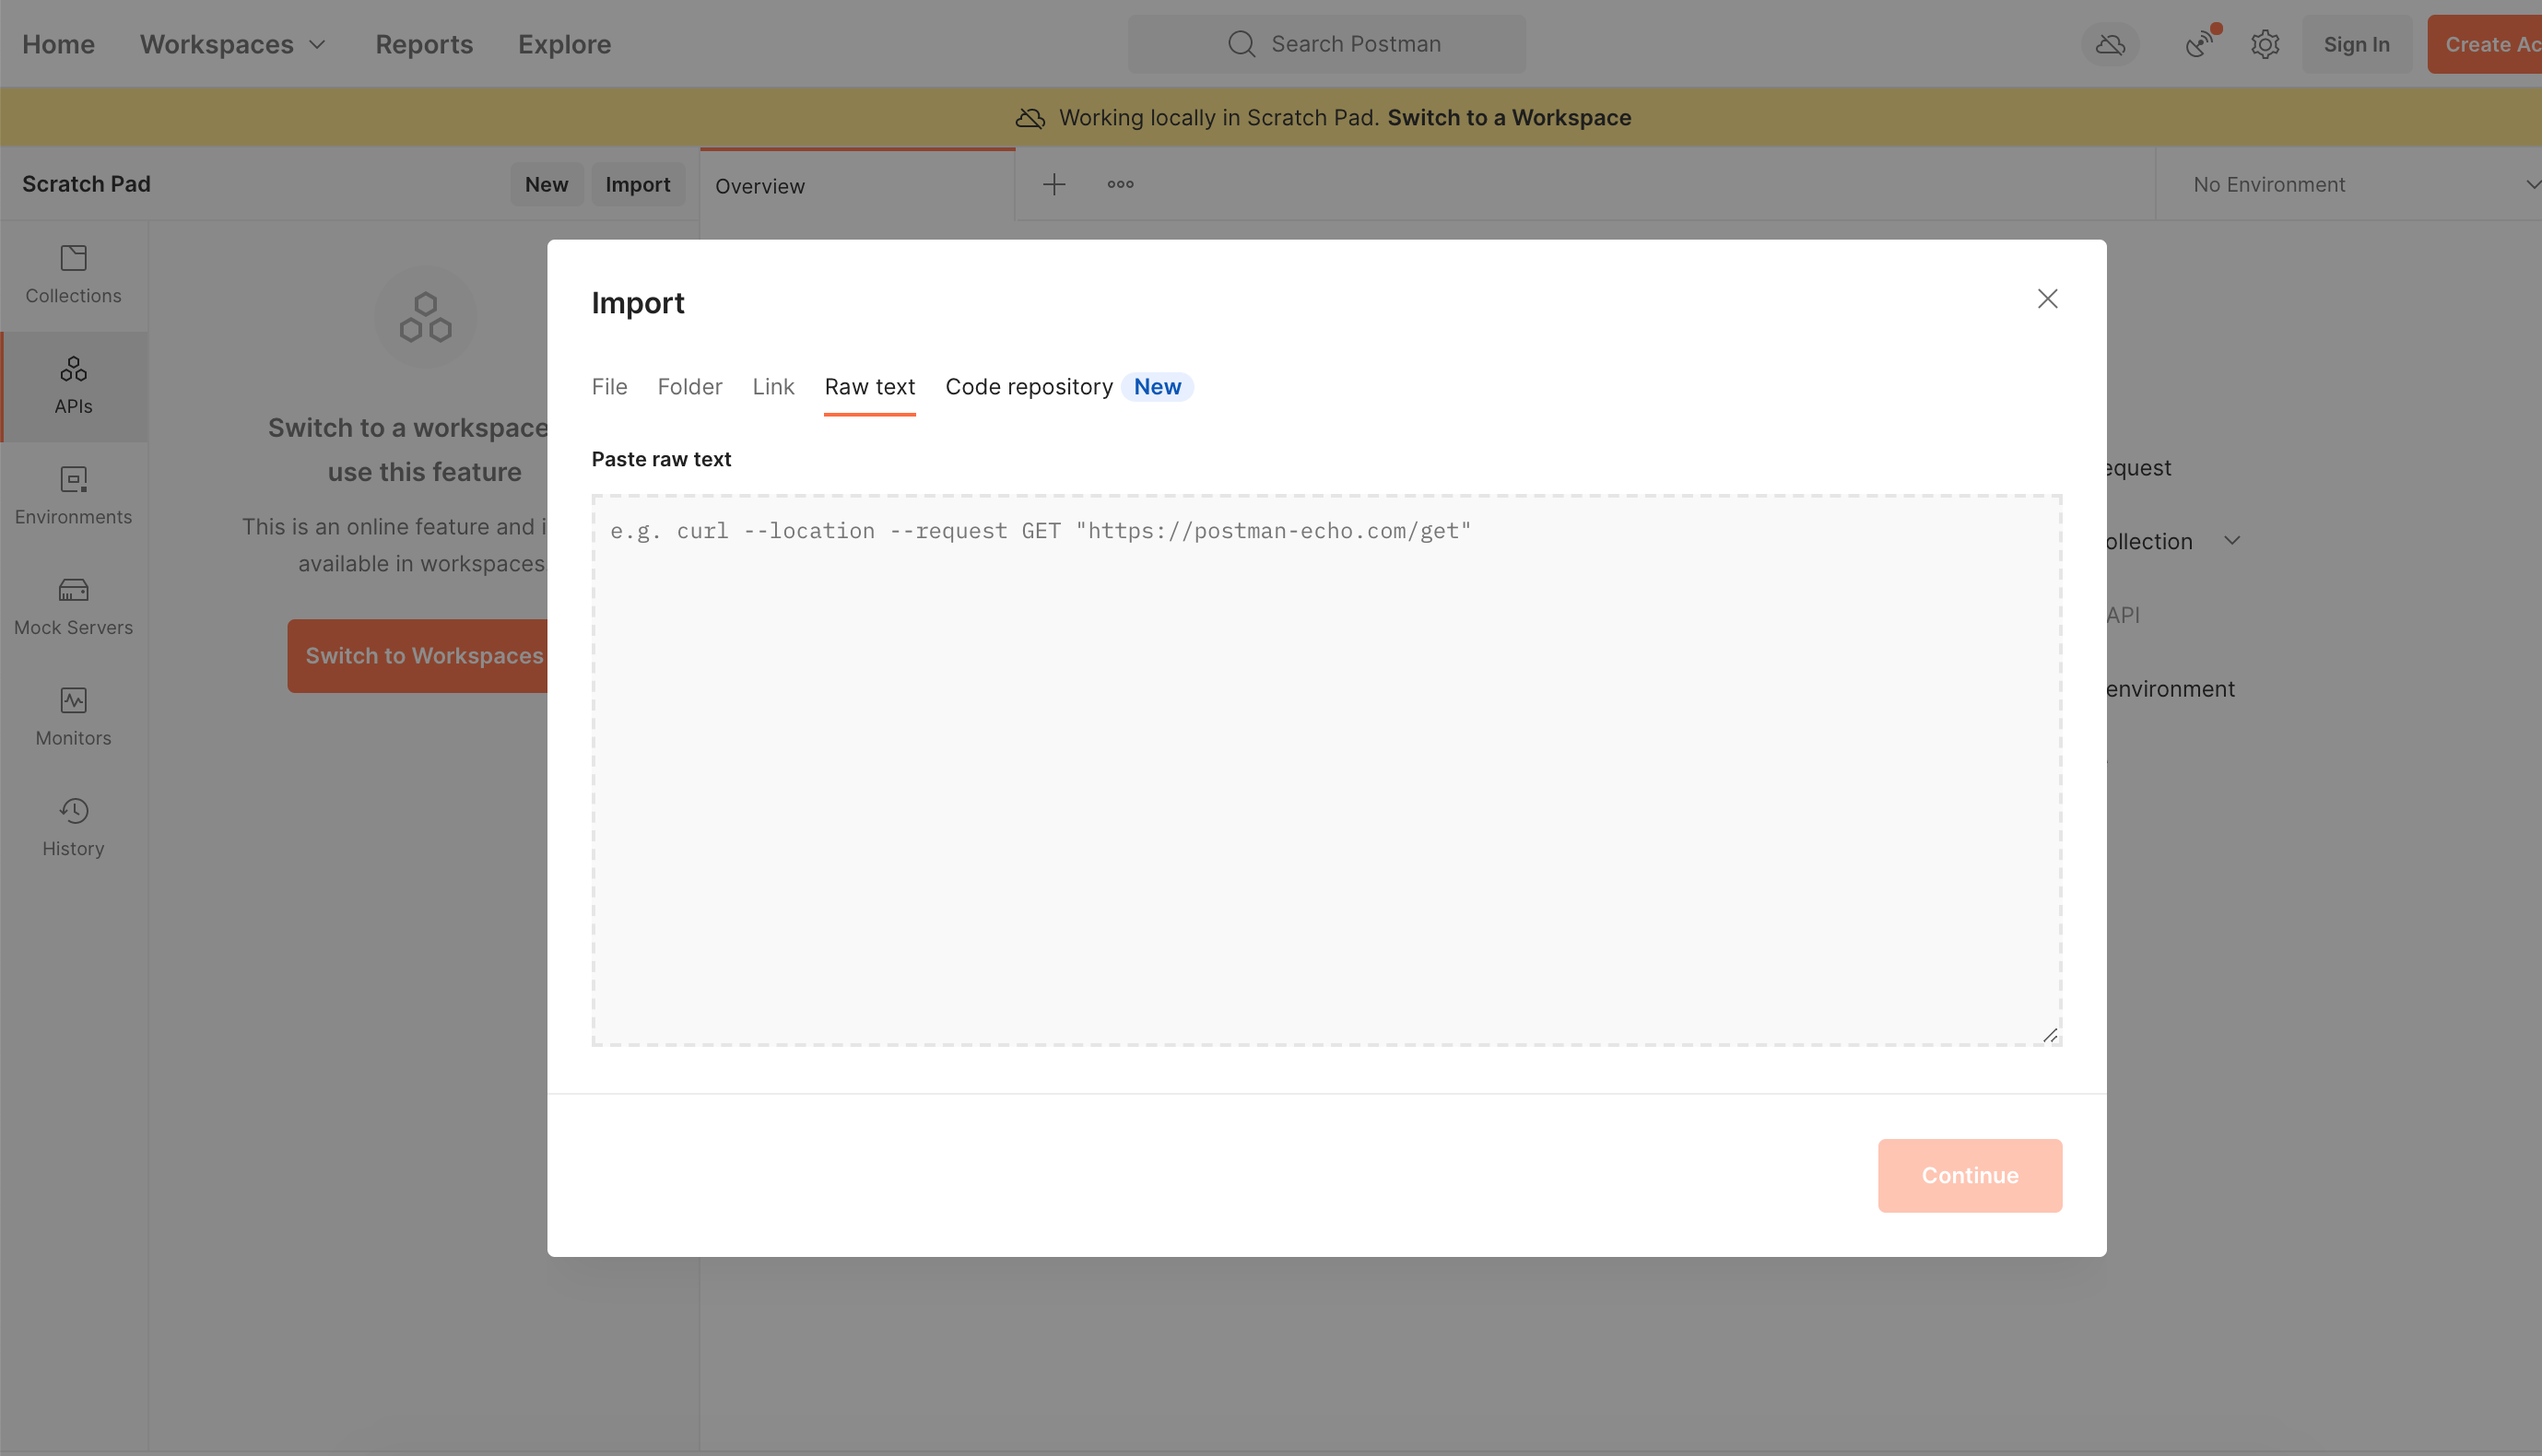 Home Workspaces Reports Explore Search Postman Sign In Create Ac
Working locally in Scratch Pad. Switch to a Workspace
Scratch Pad New Import Overview No Environment
Collections
APIs
Environments
Mock Servers
Monitors
History
Switch to a workspace
use this feature
This is an online feature and i
available in workspaces
Switch to Workspaces
Import
File Folder Link Raw text Code repository New
Paste raw text
e.g. curl --location --request GET "https://postman-echo.com/get"
Continue
equest
ollection
API
environment